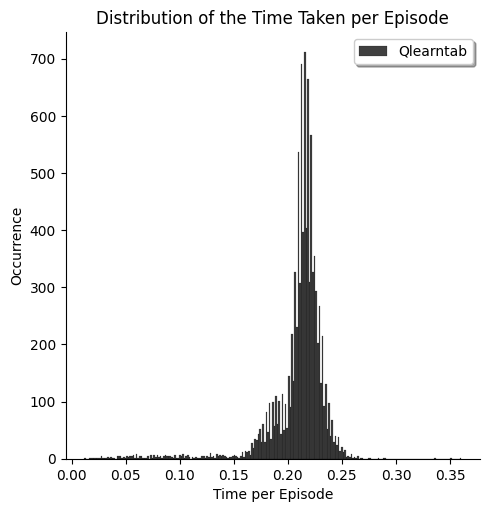 Distribution of the Time Taken per Episode
Qlearntab
700
600
500
400
300
200
100
0
Occurrence
0.00 0.05 0.10 0.15 0.20 0.25 0.30 0.35
Time per Episode